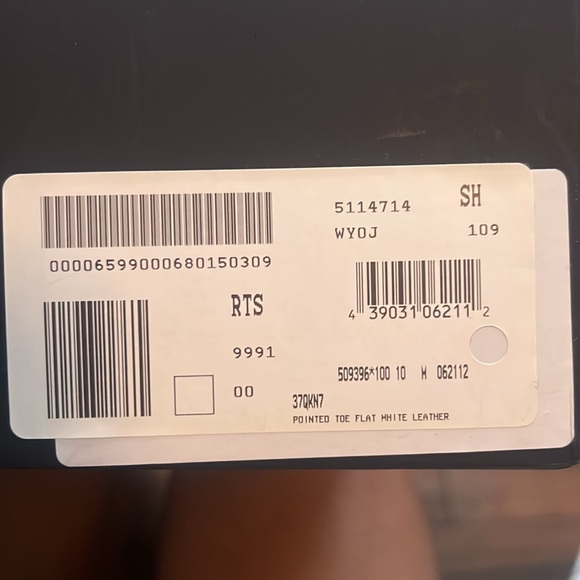 5114714 SH
WYOJ 109
00006599000680150309
RTS
4 39031 06211 2
9991
509396*100 10 M 062112
00
37QKN7
POINTED TOE FLAT WHITE LEATHER